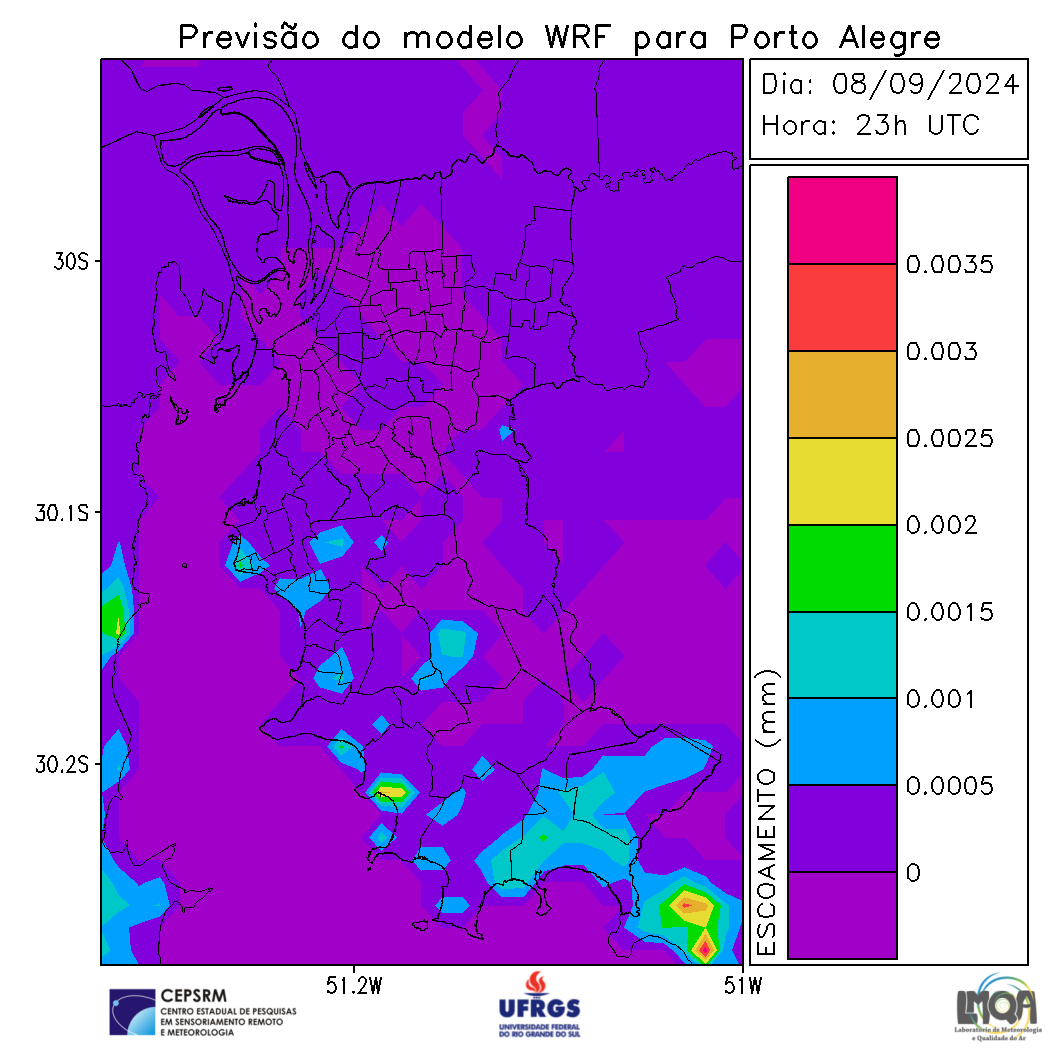 Previsão do modelo WRF para Porto Alegre
Dia: 08/09/2024
Hora: 23h UTC
30S
30.1S
30.2S
51.2W
51W
0.0035
0.003
0.0025
0.002
0.0015
0.001
0.0005
0
ESCOAMENTO (mm)
CEPSRM
CENTRO ESTADUAL DE PESQUISAS
EM SENSORIAMENTO REMOTO
E METEOROLOGIA
UFRGS
UNIVERSIDADE FEDERAL
DO RIO GRANDE DO SUL
LMQA
Laboratório de Meteorologia
e Qualidade do Ar